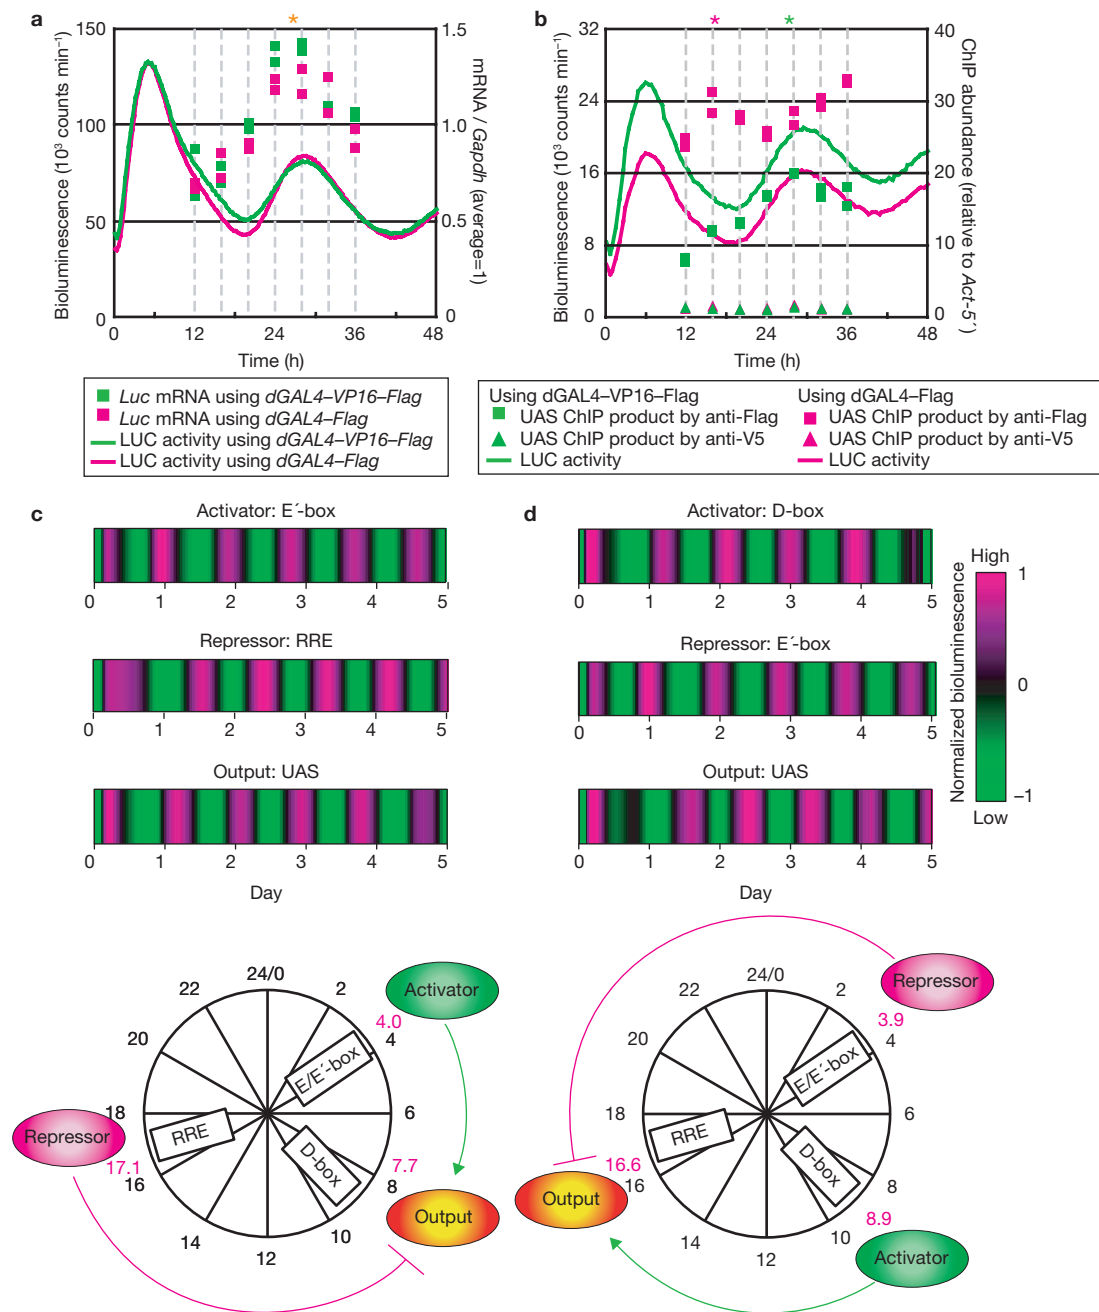 a
*
150
100
50
0
1.5
1.0
0.5
0
Bioluminescence (10³ counts min⁻¹)
mRNA / Gapdh (average=1)
0
12
24
36
48
Time (h)
Luc mRNA using dGAL4–VP16–Flag
Luc mRNA using dGAL4–Flag
LUC activity using dGAL4–VP16–Flag
LUC activity using dGAL4–Flag
b
* *
32
24
16
8
0
40
30
20
10
0
Bioluminescence (10³ counts min⁻¹)
ChIP abundance (relative to Act-5′)
0
12
24
36
48
Time (h)
Using dGAL4-VP16-Flag
UAS ChIP product by anti-Flag
UAS ChIP product by anti-V5
LUC activity
Using dGAL4-Flag
UAS ChIP product by anti-Flag
UAS ChIP product by anti-V5
LUC activity
c
Activator: E′-box
0 1 2 3 4 5
Repressor: RRE
0 1 2 3 4 5
Output: UAS
0 1 2 3 4 5
Day
d
Activator: D-box
0 1 2 3 4 5
Repressor: E′-box
0 1 2 3 4 5
Output: UAS
0 1 2 3 4 5
Day
High
1
0
−1
Low
Normalized bioluminescence
24/0
2
4
6
8
10
12
14
16
18
20
22
Activator
4.0
E/E′-box
RRE
D-box
Repressor
17.1
7.7
Output
24/0
2
4
6
8
10
12
14
16
18
20
22
Repressor
3.9
E/E′-box
RRE
D-box
16.6
Output
8.9
Activator